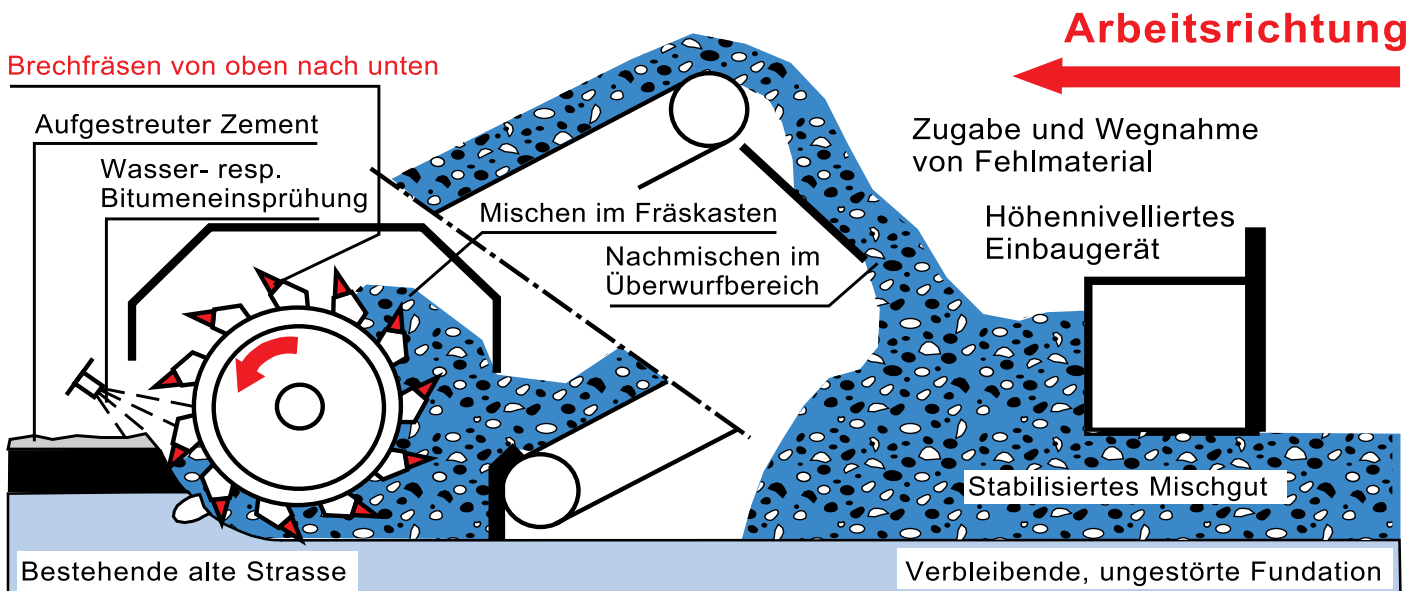 Arbeitsrichtung
Brechfräsen von oben nach unten
Aufgestreuter Zement
Wasser- resp.
Bitumeneinsprühung
Mischen im Fräskasten
Nachmischen im
Überwurfbereich
Zugabe und Wegnahme
von Fehlmaterial
Höhennivelliertes
Einbaugerät
Stabilisiertes Mischgut
Bestehende alte Strasse
Verbleibende, ungestörte Fundation